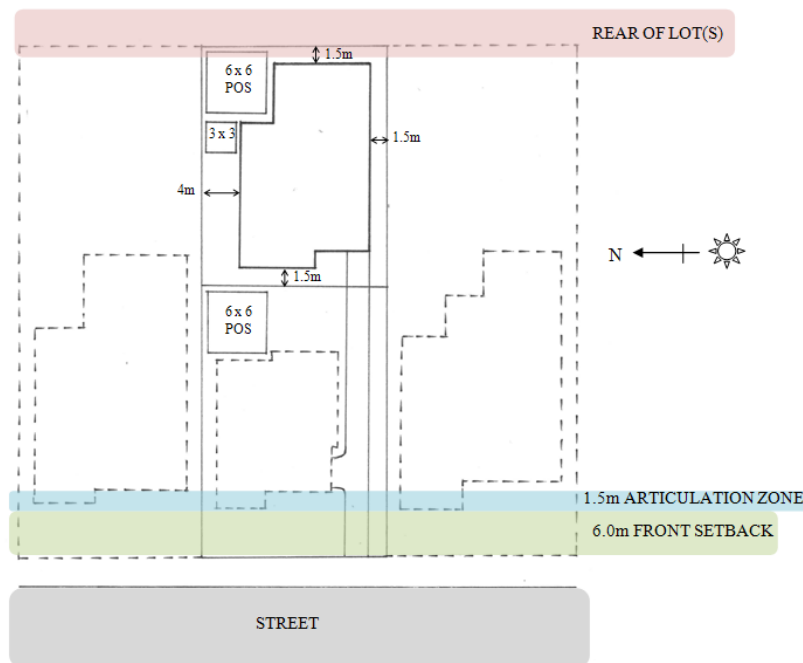 REAR OF LOT(S)
1.5m
6 x 6
POS
3 x 3
1.5m
4m
N
1.5m
6 x 6
POS
1.5m ARTICULATION ZONE
6.0m FRONT SETBACK
STREET